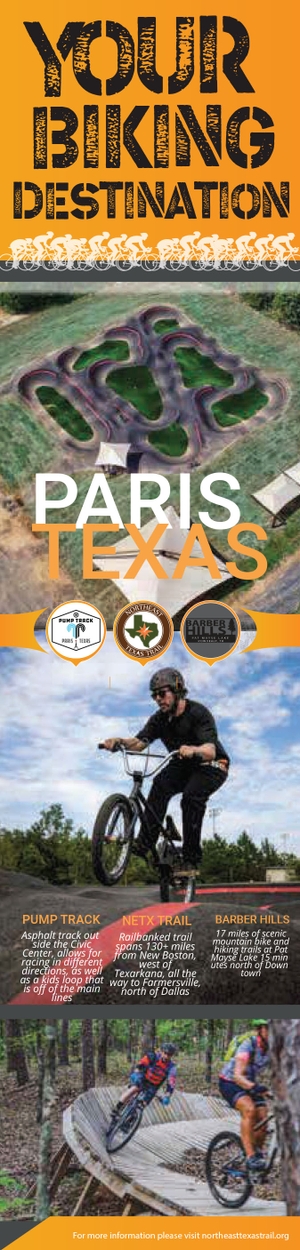 YOUR
BIKING
DESTINATION
PARIS
TEXAS
PUMP TRACK
PARIS TEXAS
NORTHEAST
TEXAS TRAIL
BARBER
HILLS
PUMP TRACK
Asphalt track out
side the Civic
Center, allows for
racing in different
directions, as well
as a kids loop that
is off of the main
lines
NETX TRAIL
Railbanked trail
spans 130+ miles
from New Boston,
west of
Texarkana, all the
way to Farmersville,
north of Dallas
BARBER HILLS
17 miles of scenic
mountain bike and
hiking trails at Pat
Mayse Lake 15 min
utes north of Down
town
For more information please visit northeasttexastrail.org